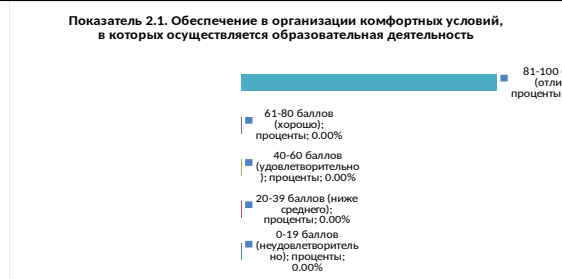 Показатель 2.1. Обеспечение в организации комфортных условий,
в которых осуществляется образовательная деятельность
81-100
проценты
61-80 баллов
(хорошо);
проценты; 0.00%
40-60 баллов
(удовлетворительно
); проценты; 0.00%
20-39 баллов (ниже
среднего);
проценты; 0.00%
0-19 баллов
(неудовлетворитель
но); проценты;
0.00%